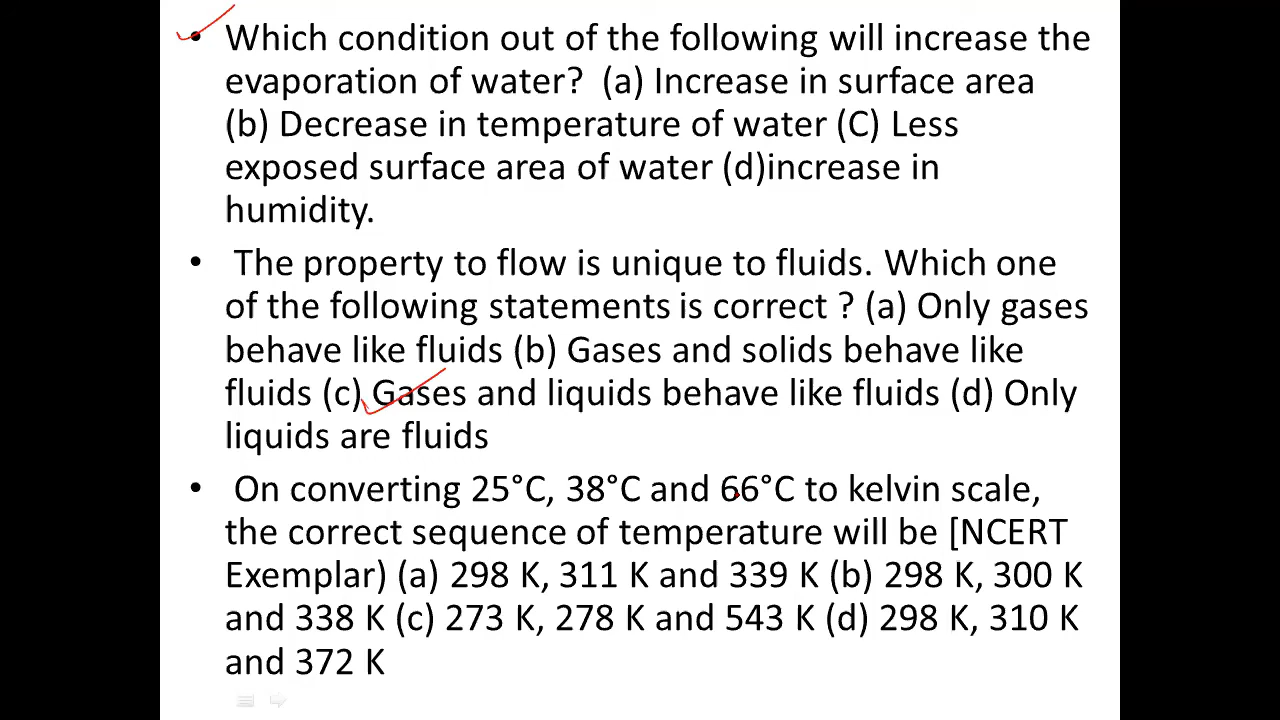 • Which condition out of the following will increase the
evaporation of water?  (a) Increase in surface area
(b) Decrease in temperature of water (C) Less
exposed surface area of water (d)increase in
humidity.
• The property to flow is unique to fluids. Which one
of the following statements is correct ? (a) Only gases
behave like fluids (b) Gases and solids behave like
fluids (c) Gases and liquids behave like fluids (d) Only
liquids are fluids
• On converting 25°C, 38°C and 66°C to kelvin scale,
the correct sequence of temperature will be [NCERT
Exemplar) (a) 298 K, 311 K and 339 K (b) 298 K, 300 K
and 338 K (c) 273 K, 278 K and 543 K (d) 298 K, 310 K
and 372 K